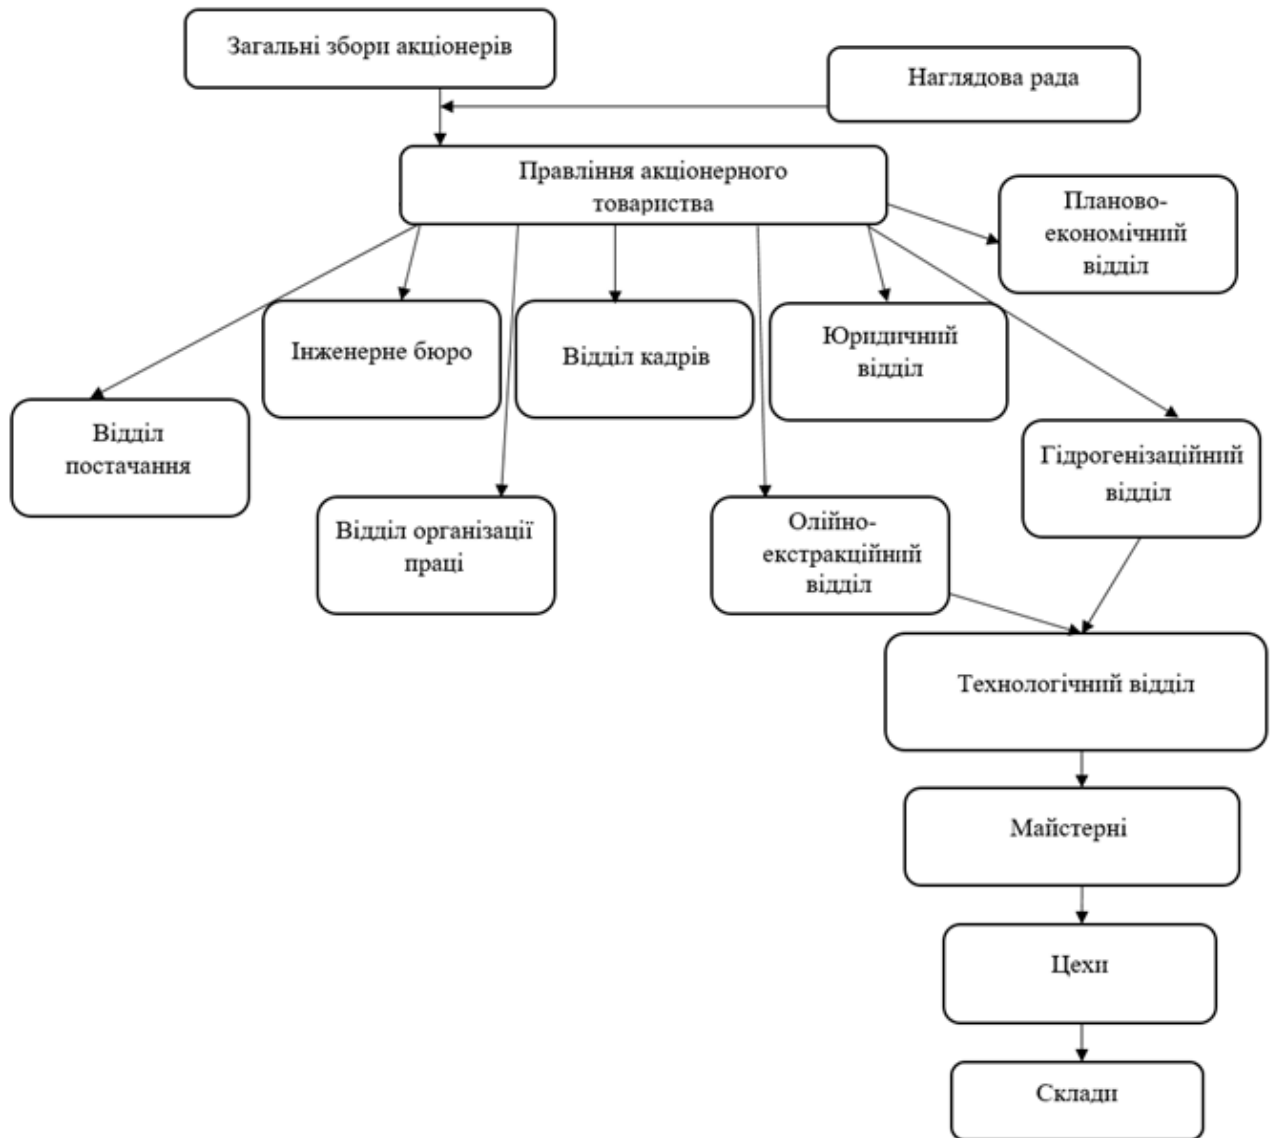 Загальні збори акціонерів
Наглядова рада
Правління акціонерного
товариства
Планово-
економічний
відділ
Інженерне бюро
Відділ кадрів
Юридичний
відділ
Відділ
постачання
Гідрогенізаційний
відділ
Відділ організації
праці
Олійно-
екстракційний
відділ
Технологічний відділ
Майстерні
Цехи
Склади